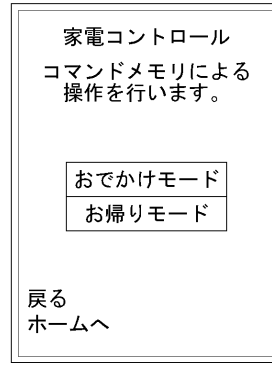 家電コントロール
コマンドメモリによる
操作を行います。
おでかけモード
お帰りモード
戻る
ホームへ